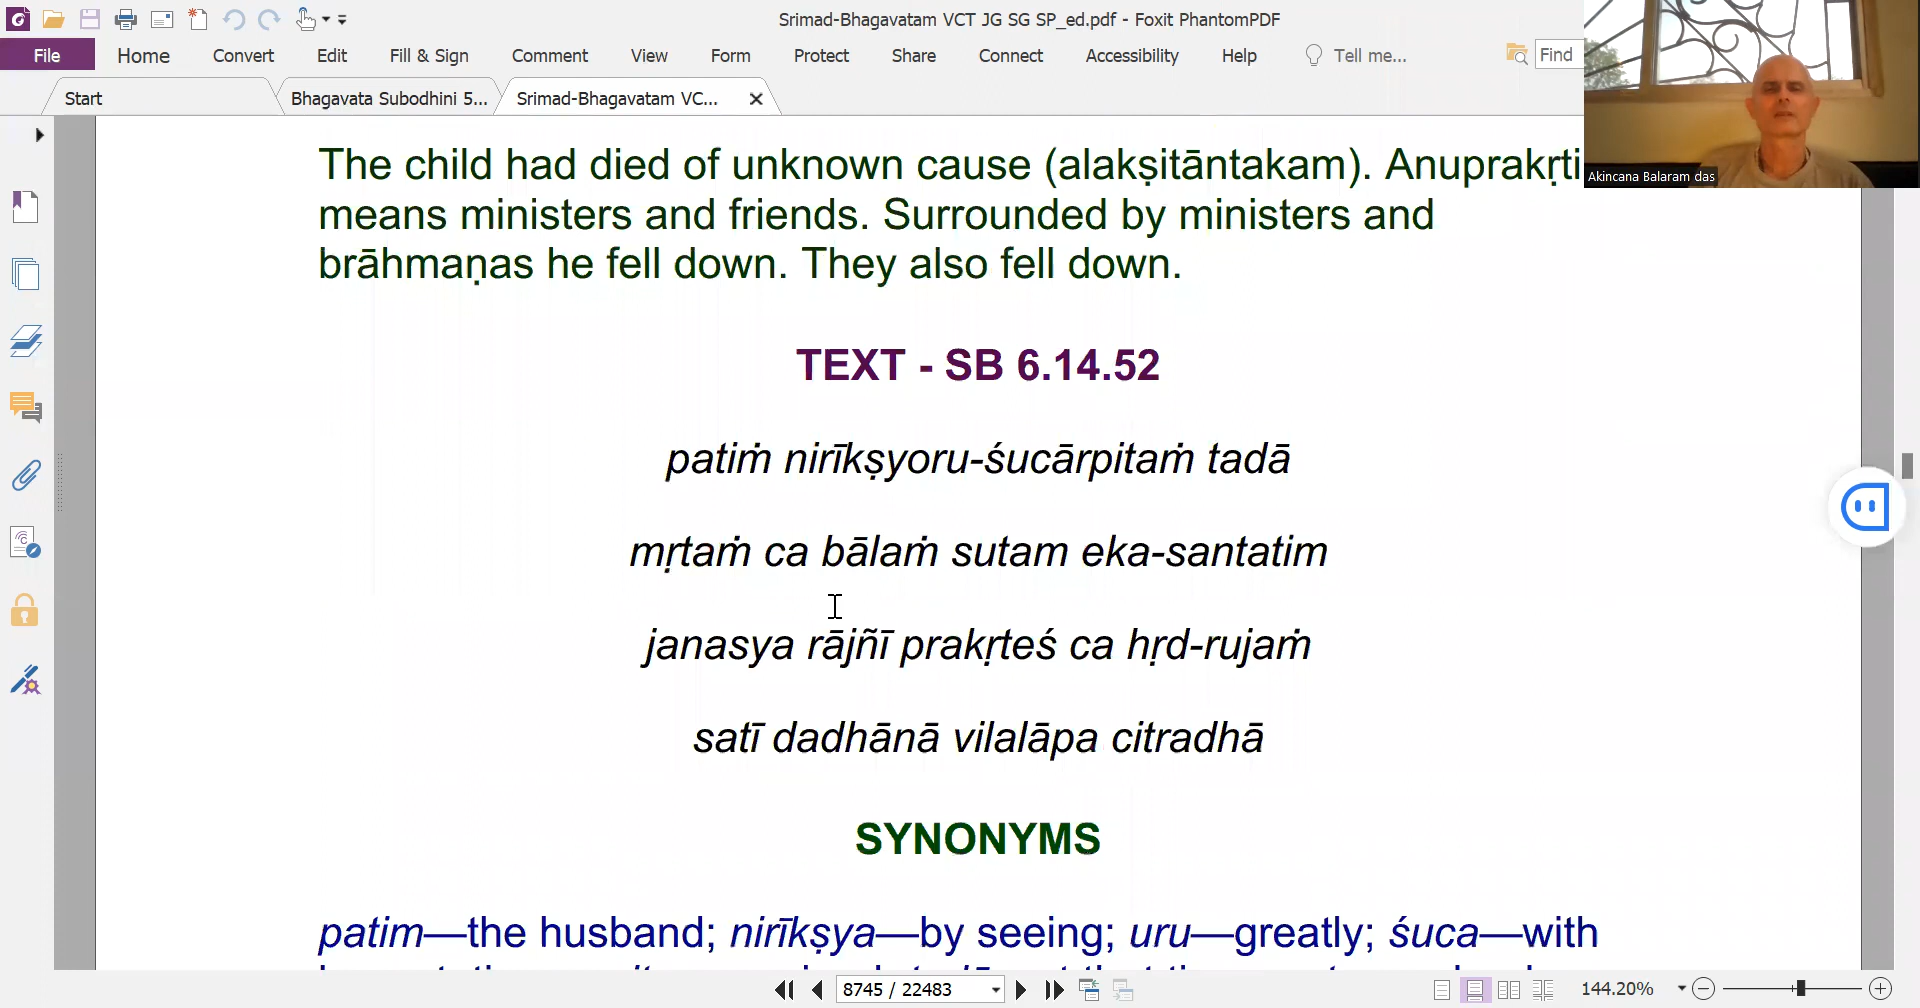 Srimad-Bhagavatam VCT JG SG SP_ed.pdf - Foxit PhantomPDF
File Home Convert Edit Fill & Sign Comment View Form Protect Share Connect Accessibility Help Tell me... Find
Start Bhagavata Subodhini 5... Srimad-Bhagavatam VC...
The child had died of unknown cause (alakṣitāntakam). Anuprakṛti
Akincana Balaram das
means ministers and friends. Surrounded by ministers and
brāhmaṇas he fell down. They also fell down.
TEXT - SB 6.14.52
patiṁ nirīkṣyoru-śucārpitaṁ tadā
mṛtaṁ ca bālaṁ sutam eka-santatim
janasya rājñī prakṛteś ca hṛd-rujaṁ
satī dadhānā vilalāpa citradhā
SYNONYMS
patim—the husband; nirīkṣya—by seeing; uru—greatly; śuca—with
8745 / 22483
144.20%